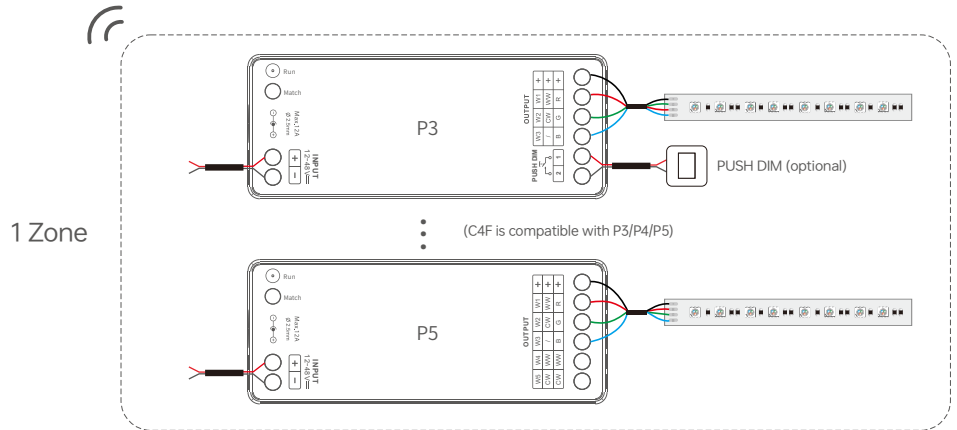 1 Zone
Run
Match
Max,12A
Ø 2.5mm
+
−
INPUT
12~48V
P3
OUTPUT
+ + +
W1 WW R
W2 CW G
W3 / B
PUSH DIM
1
2
PUSH DIM (optional)
(C4F is compatible with P3/P4/P5)
Run
Match
Max,12A
Ø 2.5mm
+
−
INPUT
12~48V
P5
OUTPUT
+ + +
W1 WW R
W2 CW G
W3 / B
W4 WW WW
W5 CW CW